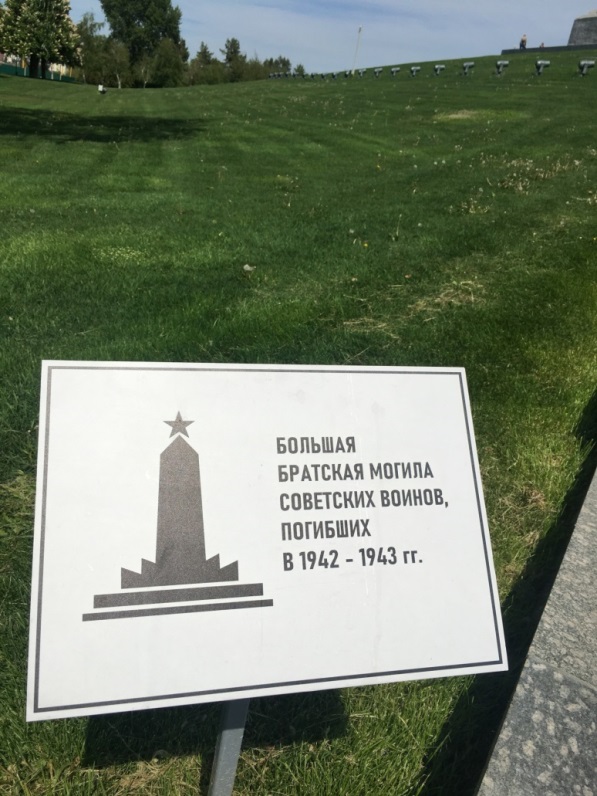 БОЛЬШАЯ
БРАТСКАЯ МОГИЛА
СОВЕТСКИХ ВОИНОВ,
ПОГИБШИХ
В 1942 - 1943 гг.